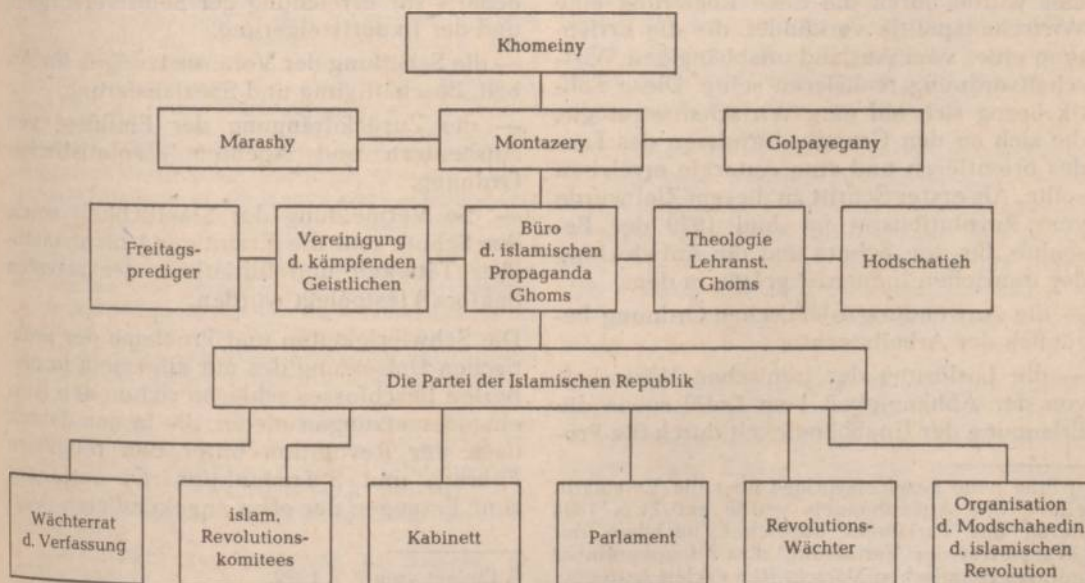 Khomeiny
Marashy
Montazery
Golpayegany
Freitags-
prediger
Vereinigung
d. kämpfenden
Geistlichen
Büro
d. islamischen
Propaganda
Ghoms
Theologie
Lehranst.
Ghoms
Hodschatieh
Die Partei der Islamischen Republik
Wächterrat
d. Verfassung
islam.
Revolutions-
komitees
Kabinett
Parlament
Revolutions-
Wächter
Organisation
d. Modschahedin
d. islamischen
Revolution